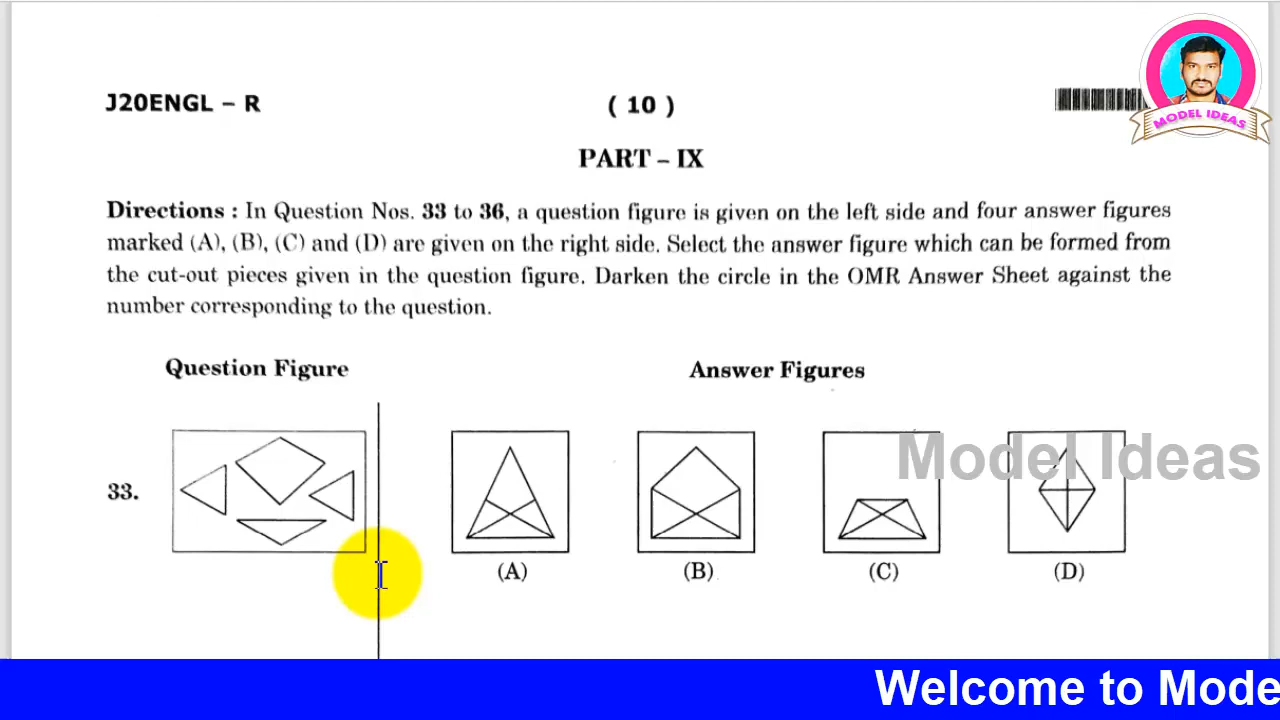 J20ENGL – R
( 10 )
MODEL IDEAS
PART – IX
Directions : In Question Nos. 33 to 36, a question figure is given on the left side and four answer figures
marked (A), (B), (C) and (D) are given on the right side. Select the answer figure which can be formed from
the cut-out pieces given in the question figure. Darken the circle in the OMR Answer Sheet against the
number corresponding to the question.
Question Figure
Answer Figures
Model Ideas
33.
(A)
(B)
(C)
(D)
Welcome to Mode